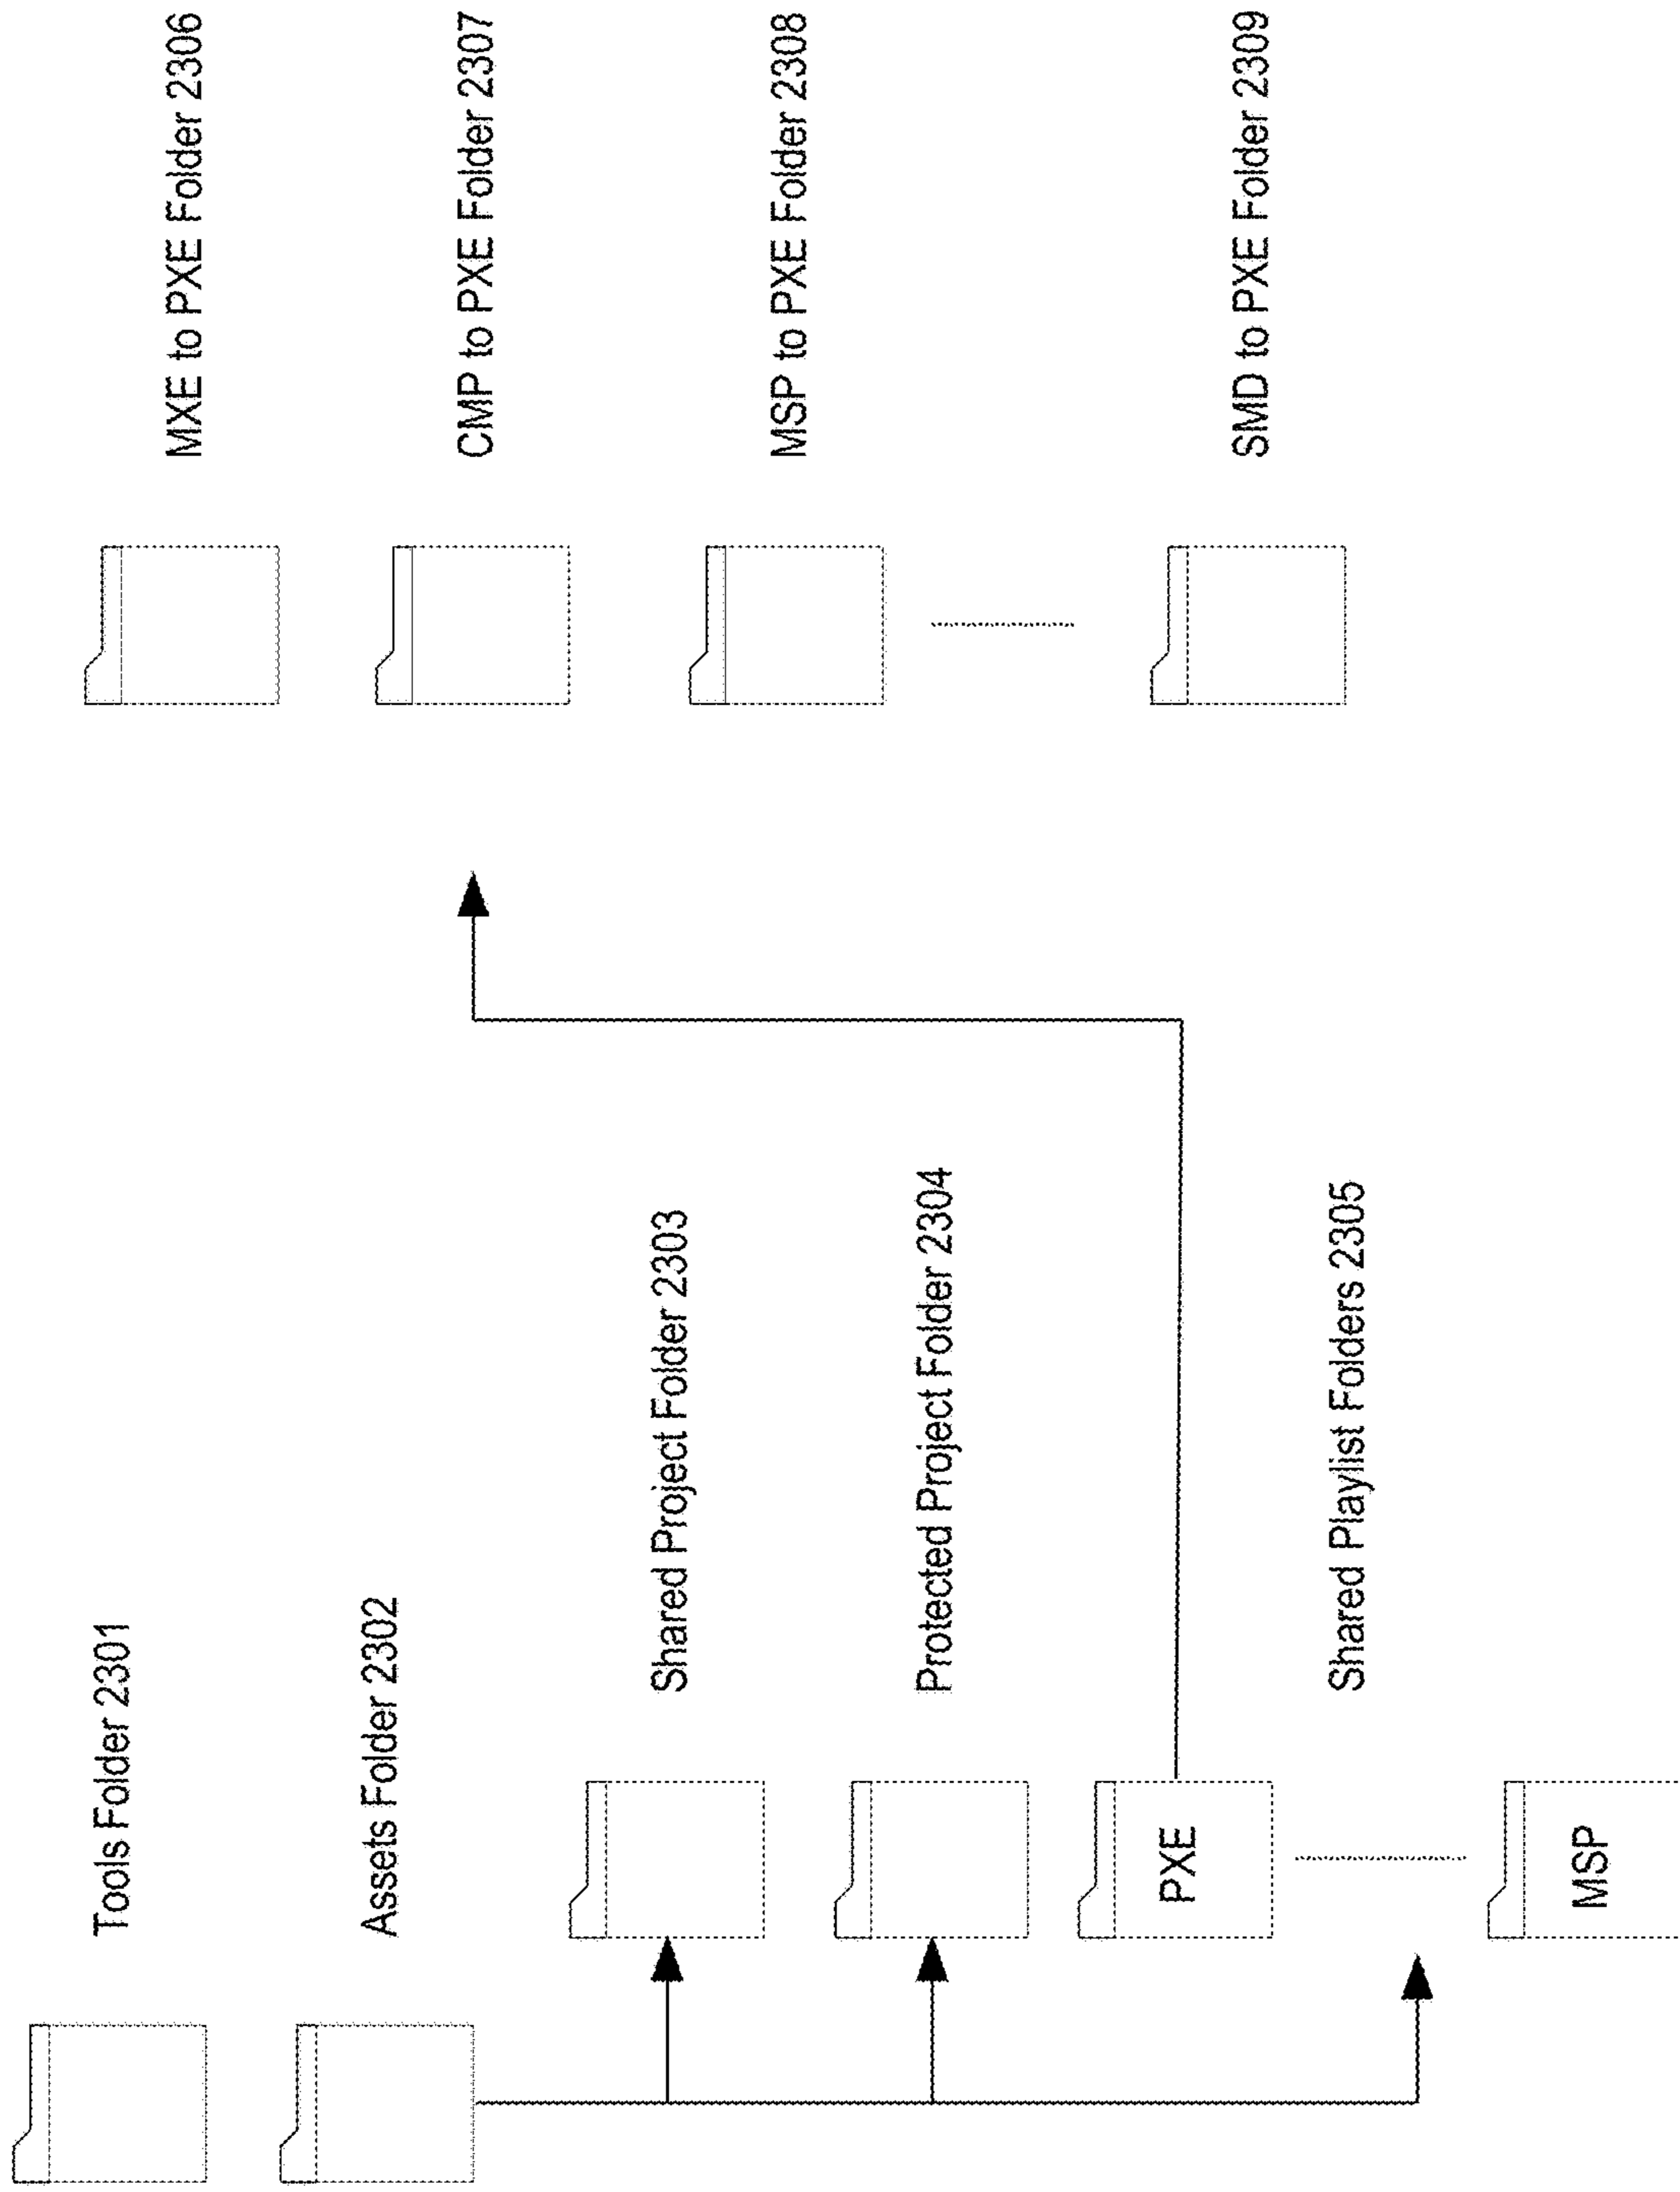 Tools Folder 2301
Assets Folder 2302
Shared Project Folder 2303
Protected Project Folder 2304
PXE
Shared Playlist Folders 2305
MSP
MXE to PXE Folder 2306
CMP to PXE Folder 2307
MSP to PXE Folder 2308
SMD to PXE Folder 2309